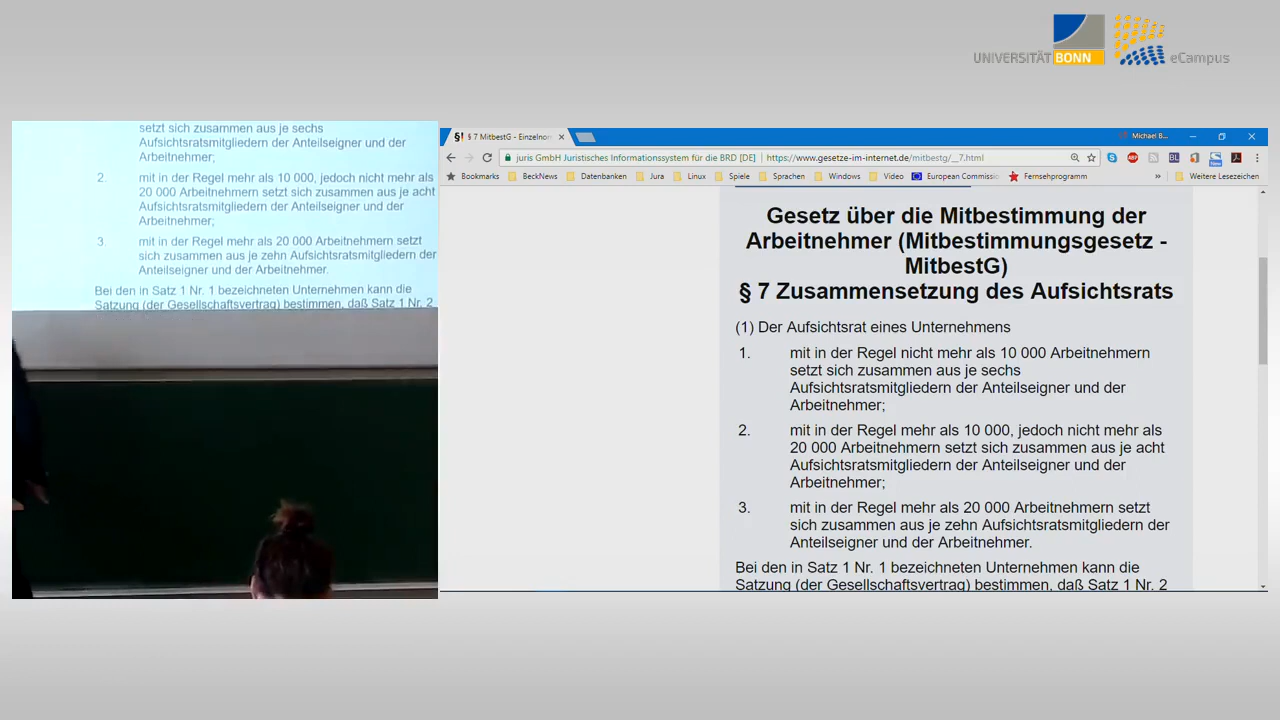 UNIVERSITÄT BONN
eCampus
setzt sich zusammen aus je sechs
Aufsichtsratsmitgliedern der Anteilseigner und der
Arbeitnehmer;
2. mit in der Regel mehr als 10 000, jedoch nicht mehr als
20 000 Arbeitnehmern setzt sich zusammen aus je acht
Aufsichtsratsmitgliedern der Anteilseigner und der
Arbeitnehmer;
3. mit in der Regel mehr als 20 000 Arbeitnehmern setzt
sich zusammen aus je zehn Aufsichtsratsmitgliedern der
Anteilseigner und der Arbeitnehmer.
Bei den in Satz 1 Nr. 1 bezeichneten Unternehmen kann die
Satzung (der Gesellschaftsvertrag) bestimmen, daß Satz 1 Nr. 2
§! § 7 MitbestG - Einzelnor
Michael B...
juris GmbH Juristisches Informationssystem für die BRD [DE] | https://www.gesetze-im-internet.de/mitbestg/__7.html
Bookmarks BeckNews Datenbanken Jura Linux Spiele Sprachen Windows Video European Commissio Fernsehprogramm » Weitere Lesezeichen
Gesetz über die Mitbestimmung der
Arbeitnehmer (Mitbestimmungsgesetz -
MitbestG)
§ 7 Zusammensetzung des Aufsichtsrats
(1) Der Aufsichtsrat eines Unternehmens
1. mit in der Regel nicht mehr als 10 000 Arbeitnehmern
setzt sich zusammen aus je sechs
Aufsichtsratsmitgliedern der Anteilseigner und der
Arbeitnehmer;
2. mit in der Regel mehr als 10 000, jedoch nicht mehr als
20 000 Arbeitnehmern setzt sich zusammen aus je acht
Aufsichtsratsmitgliedern der Anteilseigner und der
Arbeitnehmer;
3. mit in der Regel mehr als 20 000 Arbeitnehmern setzt
sich zusammen aus je zehn Aufsichtsratsmitgliedern der
Anteilseigner und der Arbeitnehmer.
Bei den in Satz 1 Nr. 1 bezeichneten Unternehmen kann die
Satzung (der Gesellschaftsvertrag) bestimmen, daß Satz 1 Nr. 2